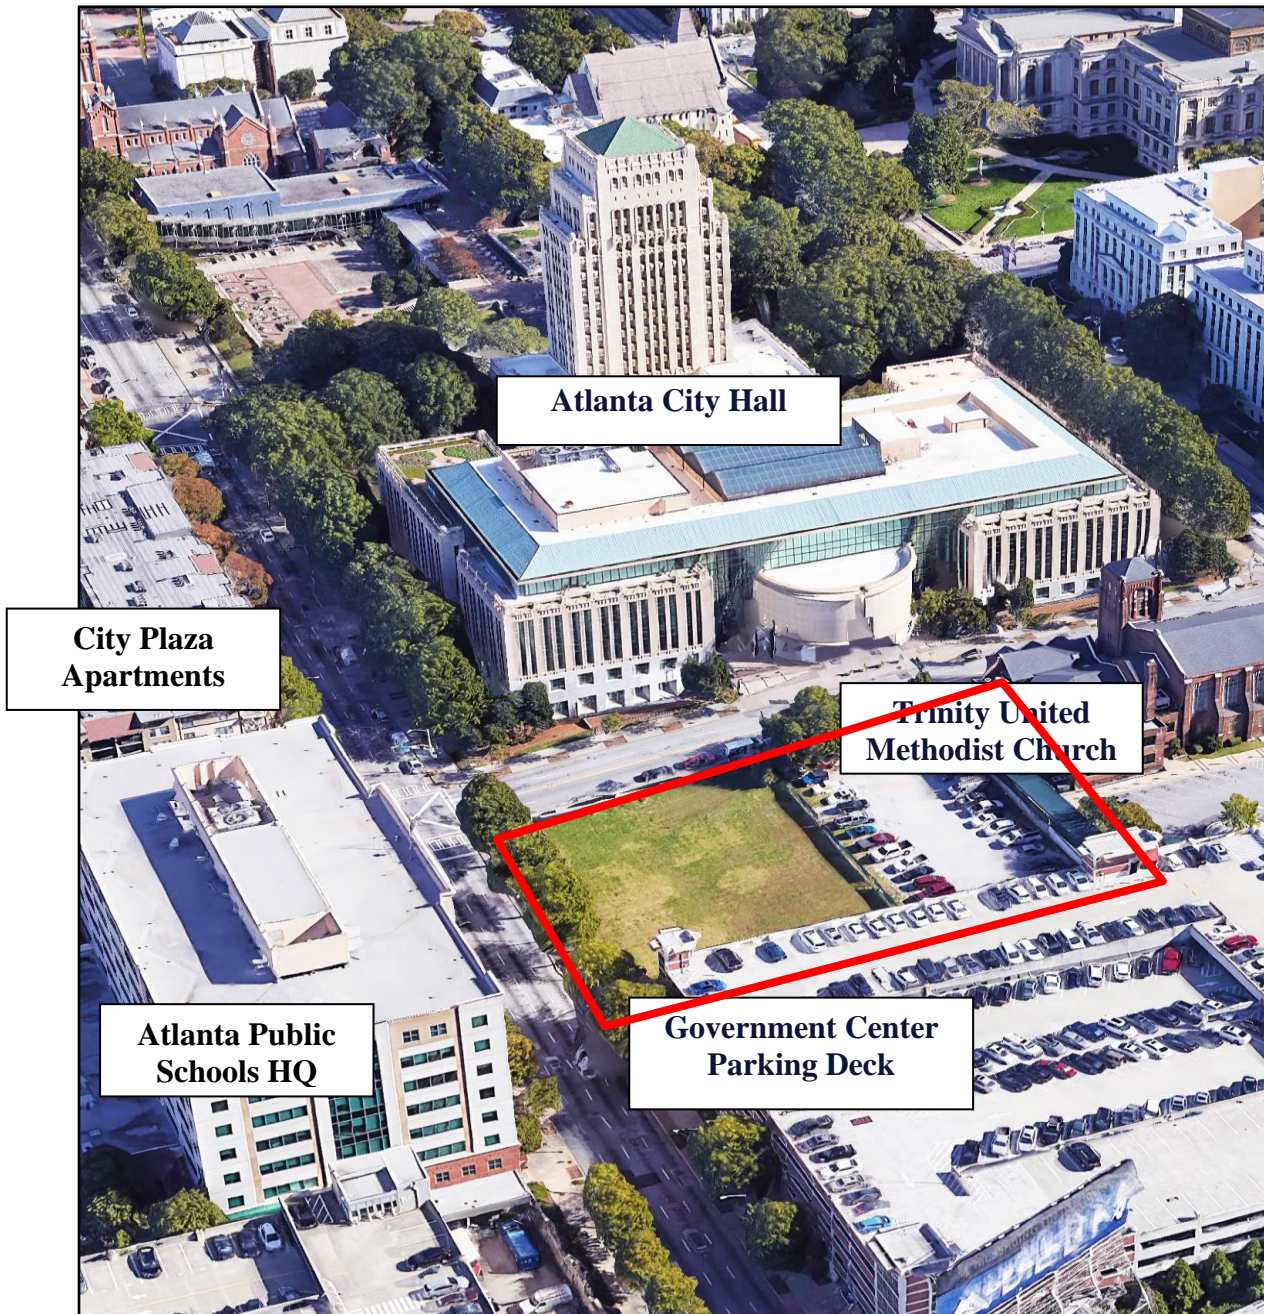 Atlanta City Hall
City Plaza
Apartments
Trinity United
Methodist Church
Atlanta Public
Schools HQ
Government Center
Parking Deck